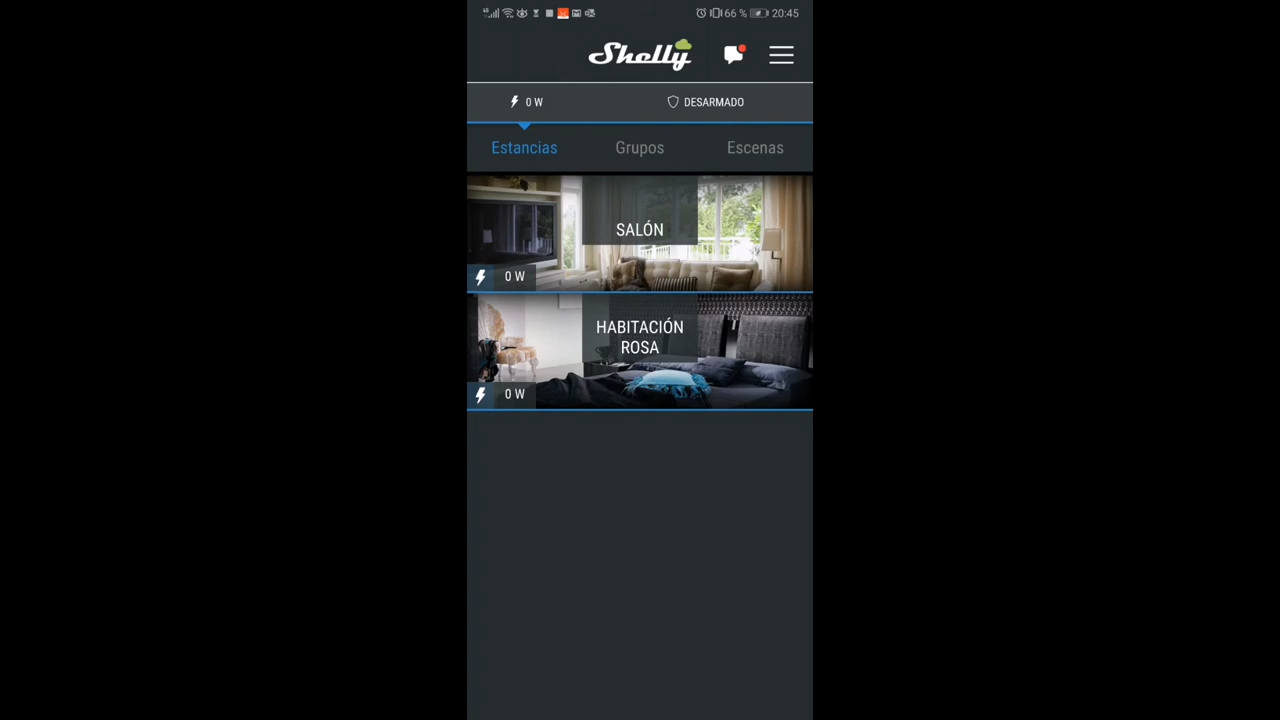 66 % 20:45
Shelly
0 W DESARMADO
Estancias Grupos Escenas
SALÓN
0 W
HABITACIÓN
ROSA
0 W